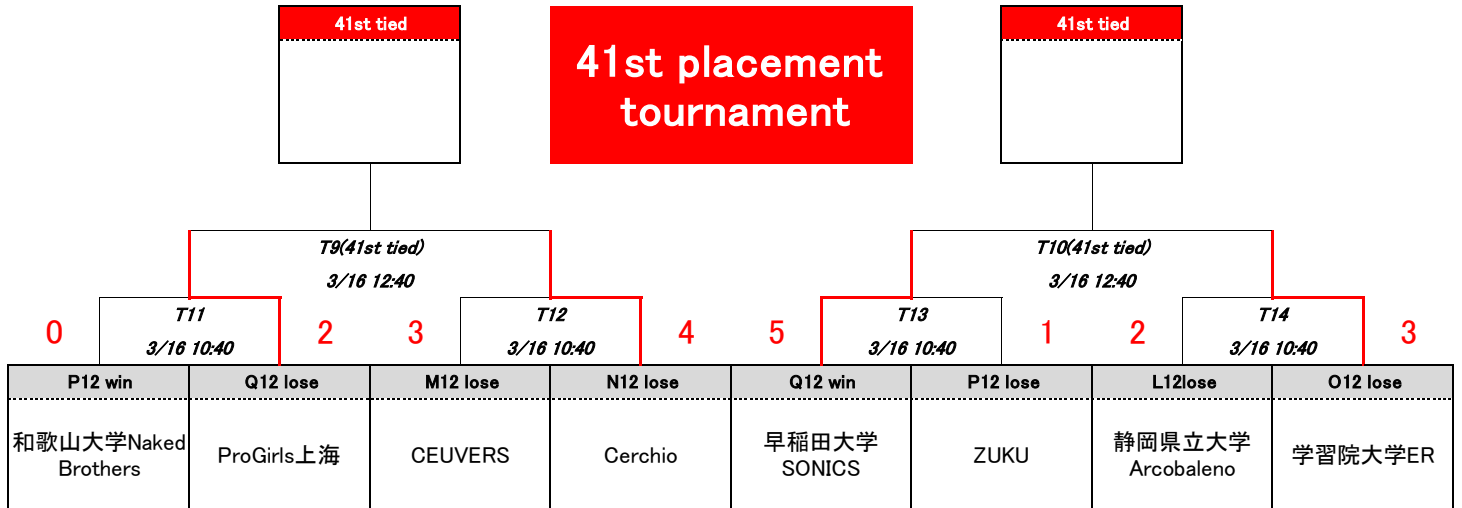 41st tied
41st placement
tournament
41st tied
T9(41st tied)
3/16 12:40
T10(41st tied)
3/16 12:40
0
T11
3/16 10:40
2
3
T12
3/16 10:40
4
5
T13
3/16 10:40
1
2
T14
3/16 10:40
3
P12 win
Q12 lose
M12 lose
N12 lose
Q12 win
P12 lose
L12lose
O12 lose
和歌山大学Naked
Brothers
ProGirls上海
CEUVERS
Cerchio
早稲田大学
SONICS
ZUKU
静岡県立大学
Arcobaleno
学習院大学ER